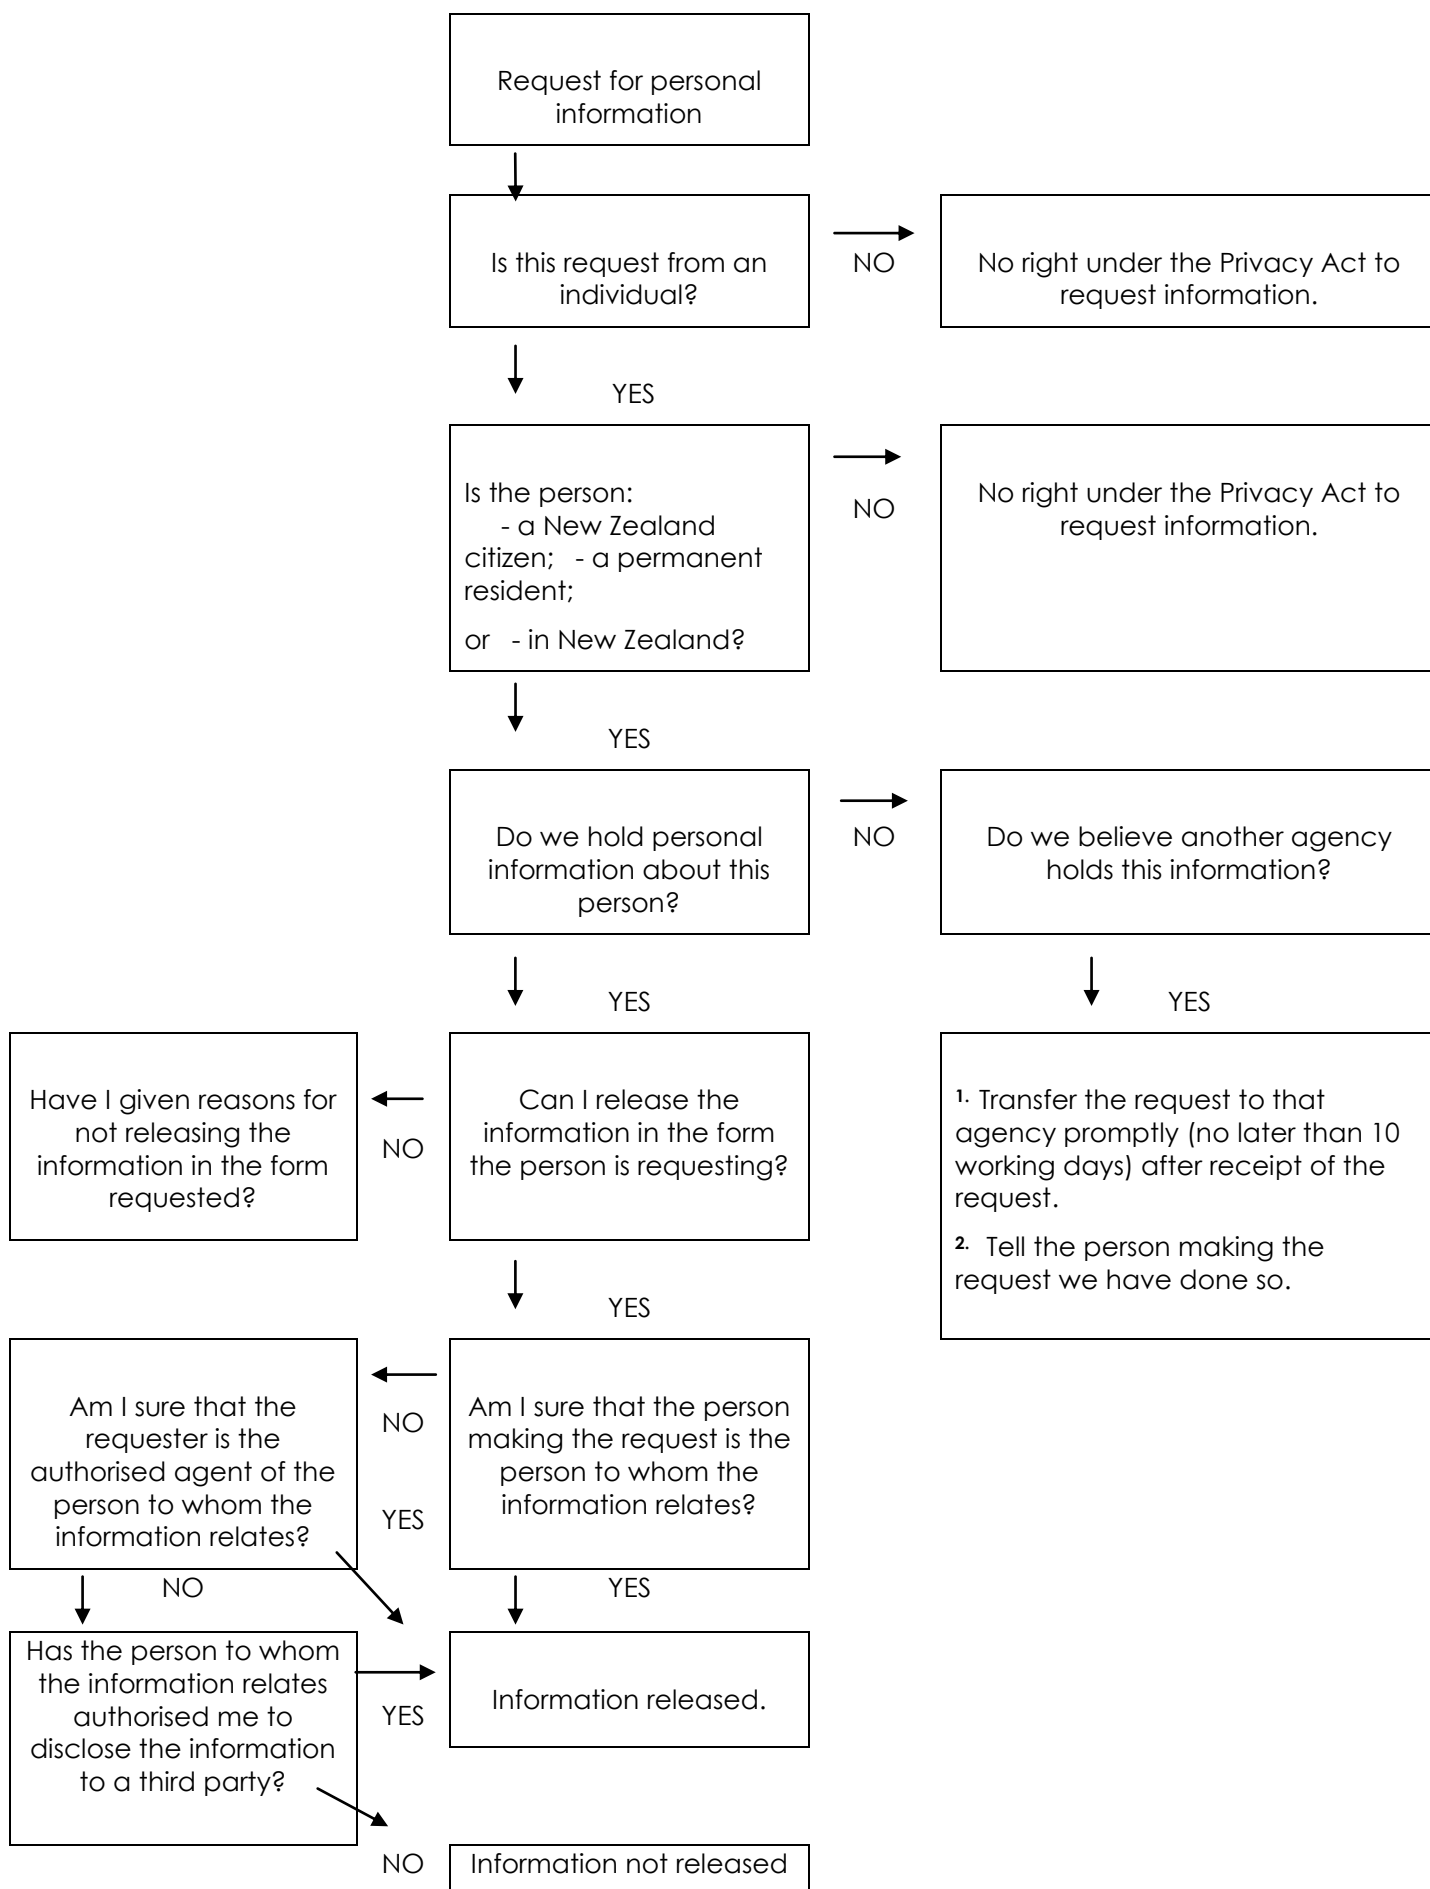 Request for personal
information
Is this request from an
individual?
NO
No right under the Privacy Act to
request information.
YES
Is the person:
- a New Zealand
citizen;   - a permanent
resident;
or   - in New Zealand?
NO
No right under the Privacy Act to
request information.
YES
Do we hold personal
information about this
person?
NO
Do we believe another agency
holds this information?
YES
YES
Have I given reasons for
not releasing the
information in the form
requested?
NO
Can I release the
information in the form
the person is requesting?
1. Transfer the request to that
agency promptly (no later than 10
working days) after receipt of the
request.
2. Tell the person making the
request we have done so.
YES
Am I sure that the
requester is the
authorised agent of the
person to whom the
information relates?
NO
YES
Am I sure that the person
making the request is the
person to whom the
information relates?
NO
YES
Has the person to whom
the information relates
authorised me to
disclose the information
to a third party?
YES
Information released.
NO
Information not released